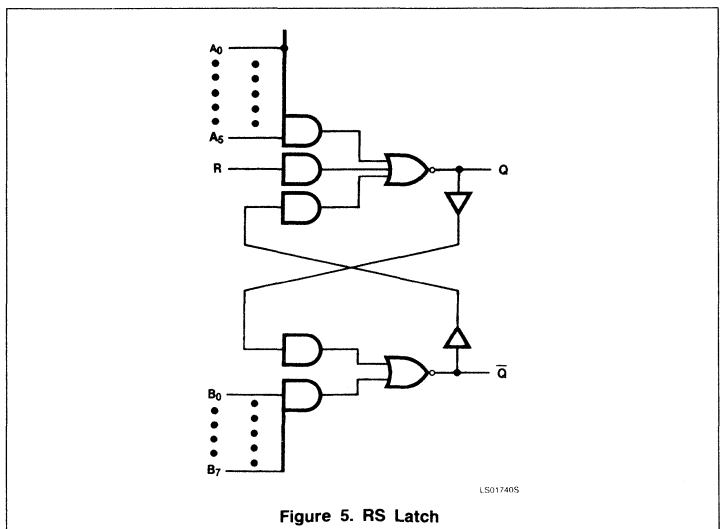 A0
A5
R
Q
Q̅
B0
B7
LS01740S
Figure 5. RS Latch